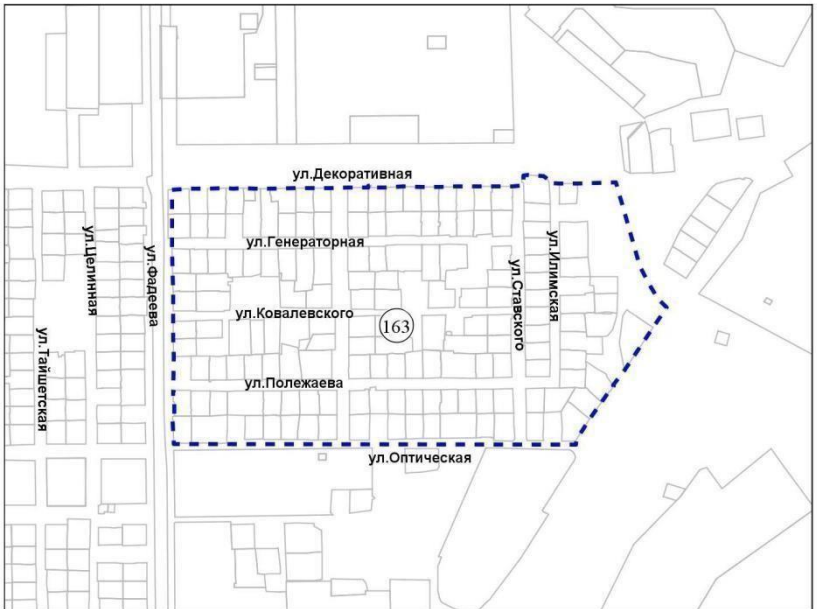 ул.Декоративная
ул.Генераторная
ул.Целинная
ул.Фадеева
ул.Ставского
ул.Илимская
ул.Ковалевского
163
ул.Тайшетская
ул.Полежаева
ул.Оптическая